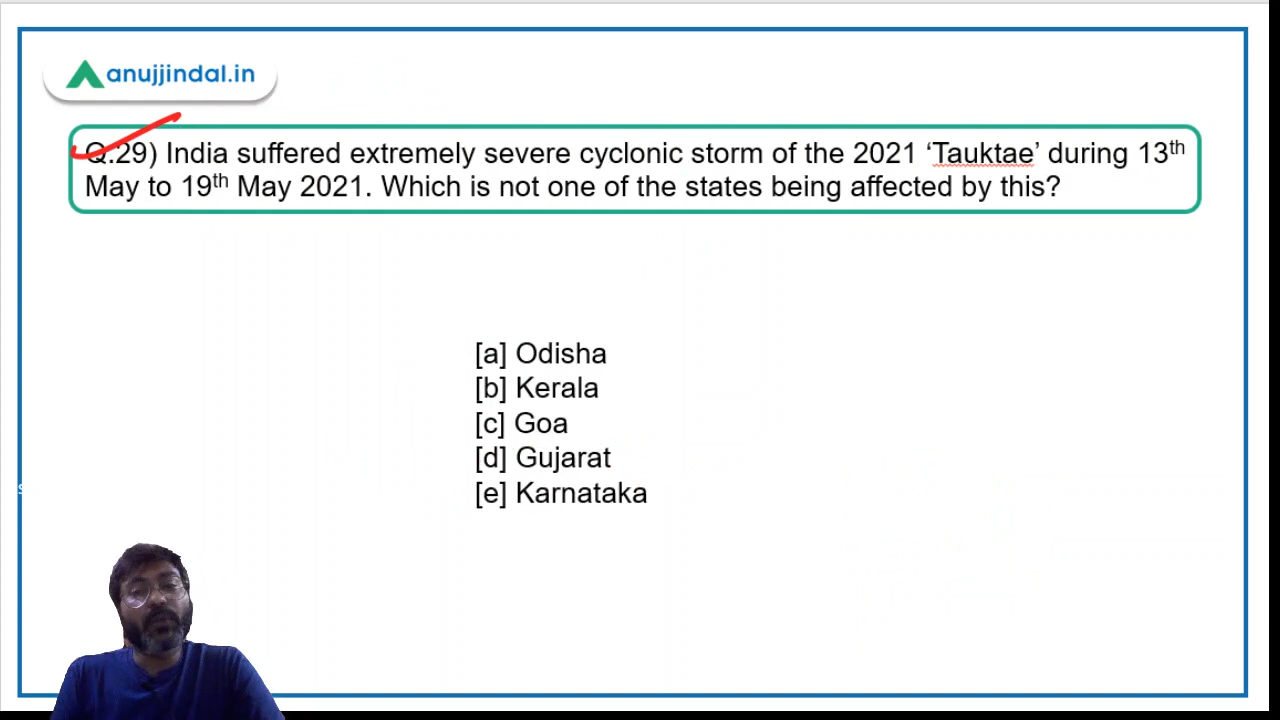 anujjindal.in
Q.29) India suffered extremely severe cyclonic storm of the 2021 ‘Tauktae’ during 13th
May to 19th May 2021. Which is not one of the states being affected by this?
[a] Odisha
[b] Kerala
[c] Goa
[d] Gujarat
[e] Karnataka